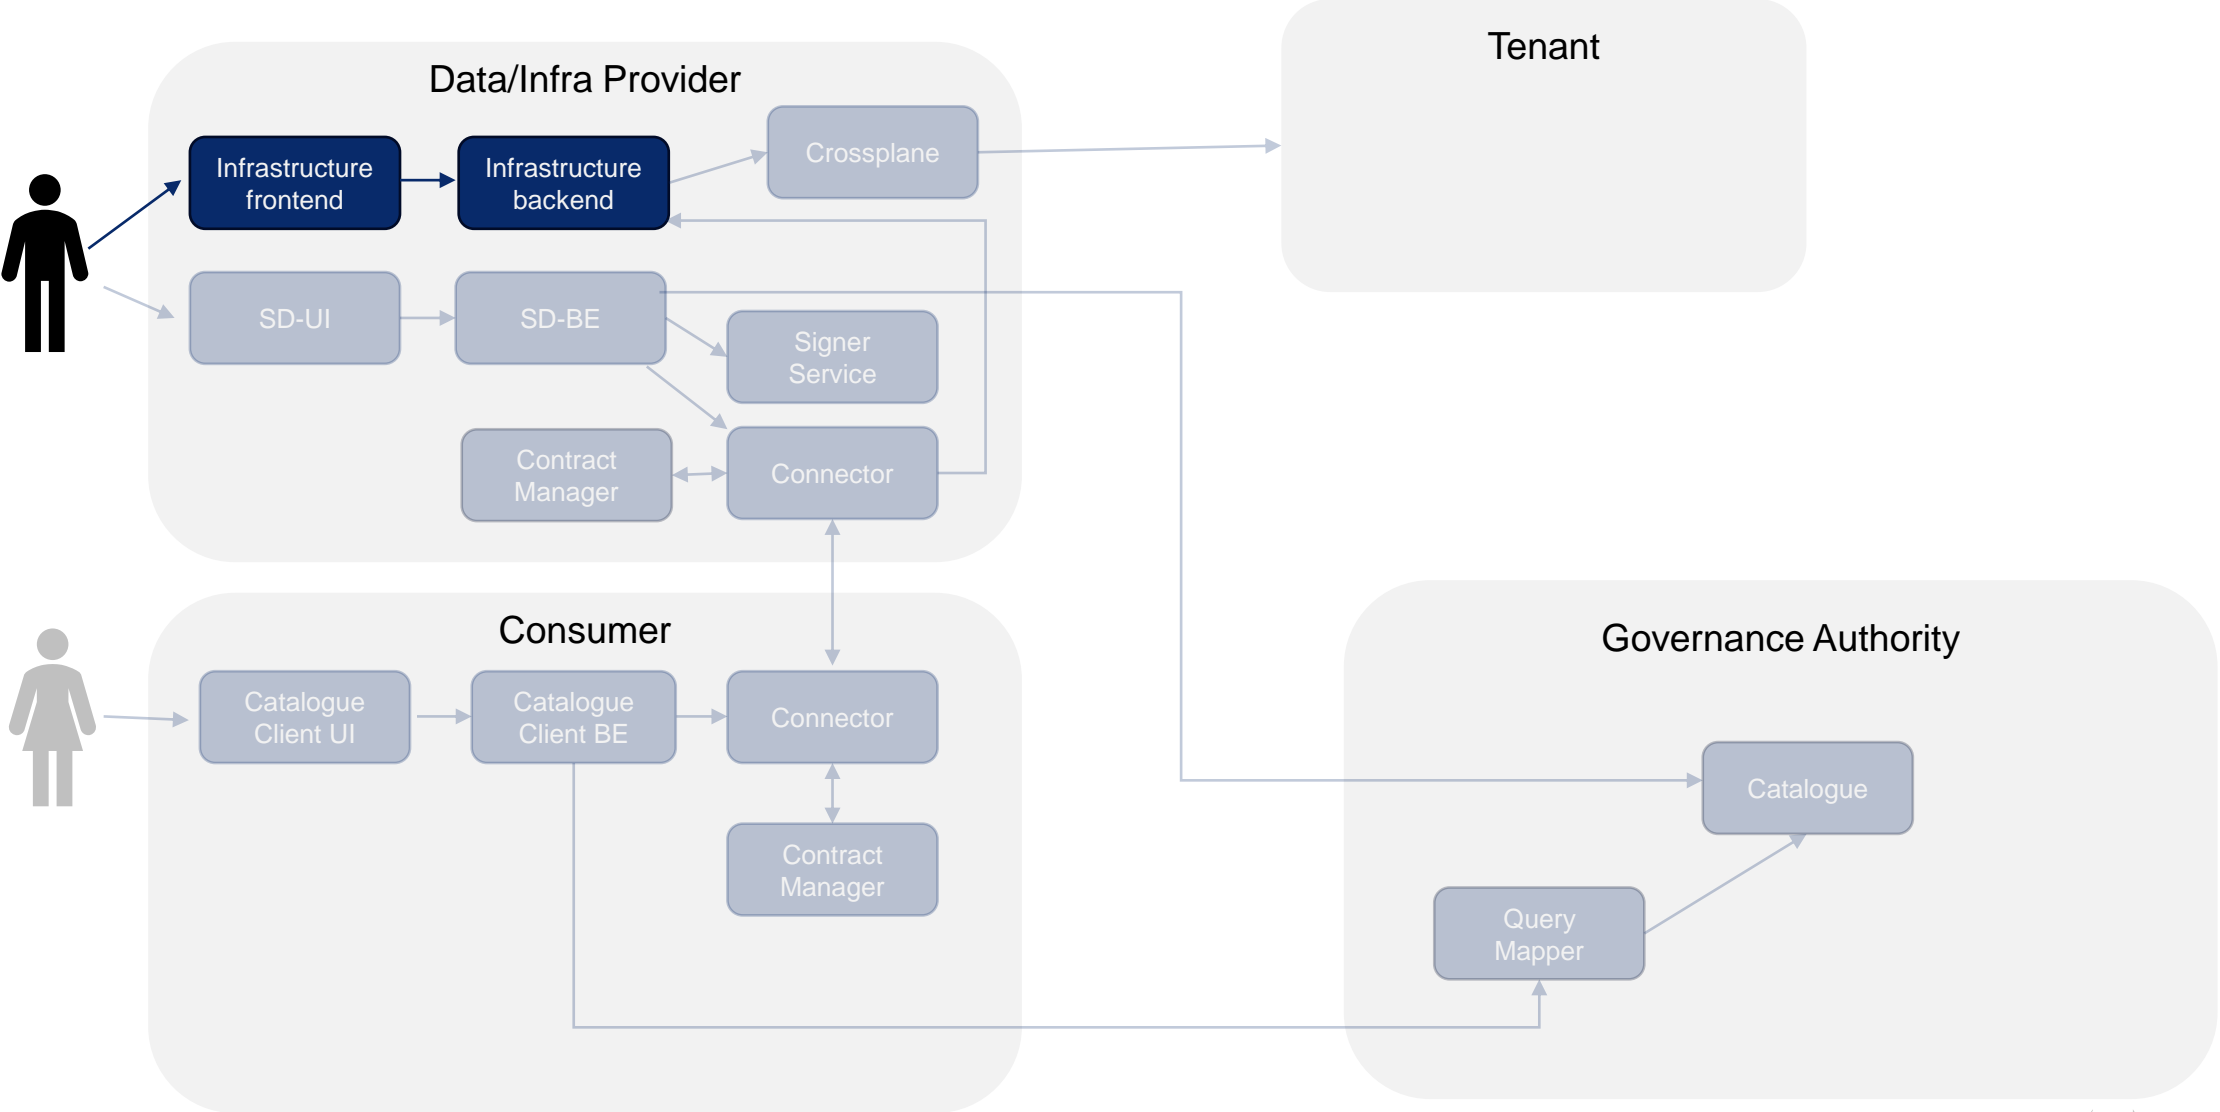 Tenant
Data/Infra Provider
Crossplane
Infrastructure
frontend
Infrastructure
backend
SD-UI
SD-BE
Signer
Service
Contract
Manager
Connector
Consumer
Governance Authority
Catalogue
Client UI
Catalogue
Client BE
Connector
Catalogue
Contract
Manager
Query
Mapper